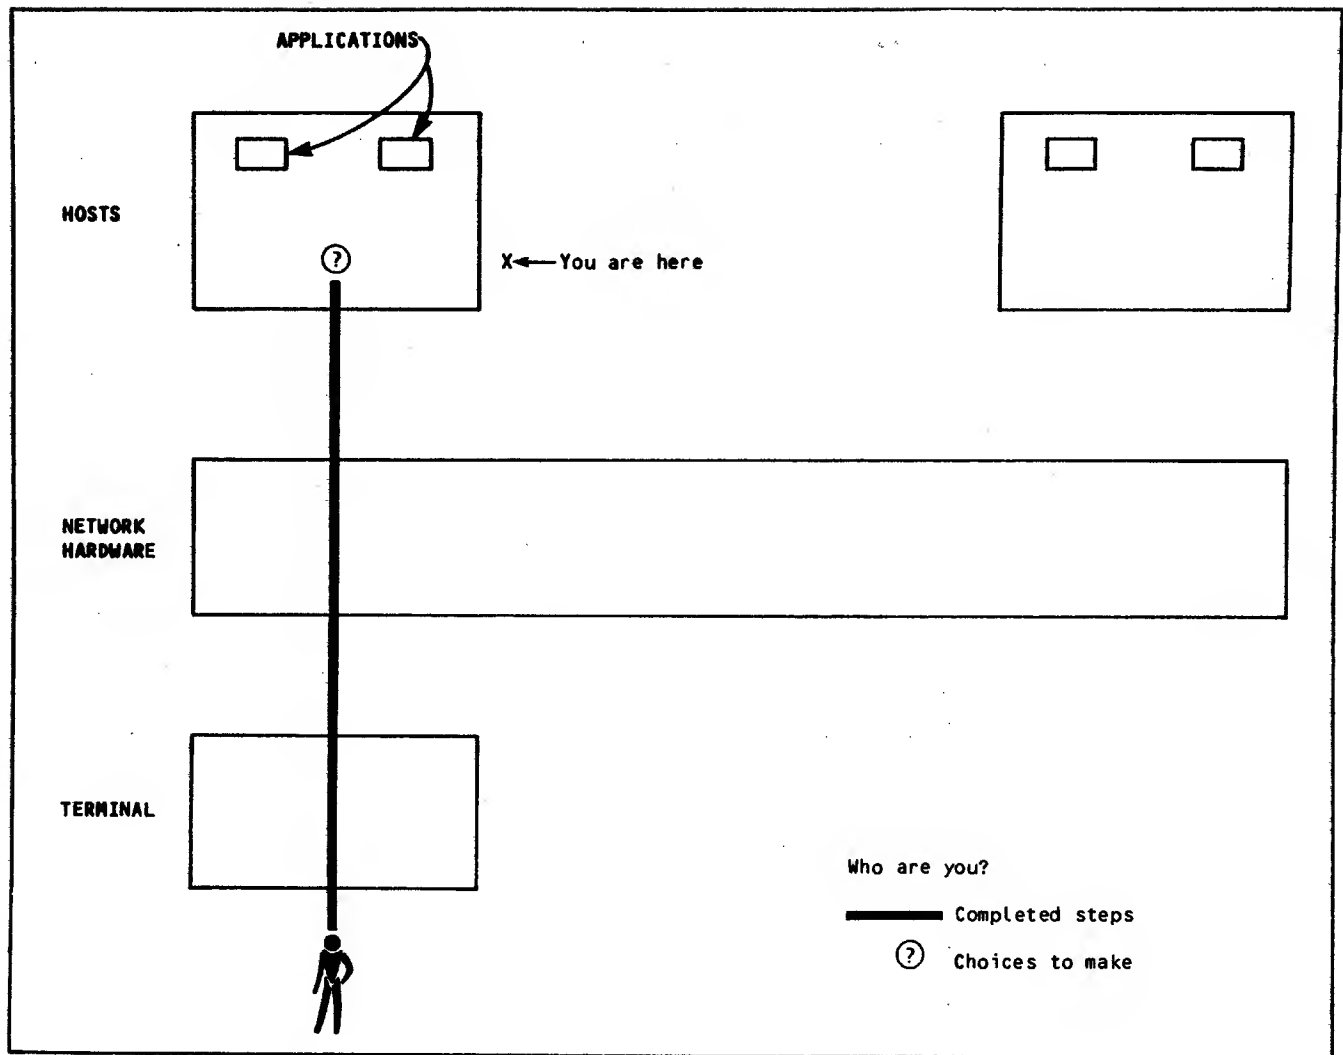 APPLICATIONS
HOSTS
?
X
You are here
NETWORK
HARDWARE
TERMINAL
Who are you?
Completed steps
?
Choices to make